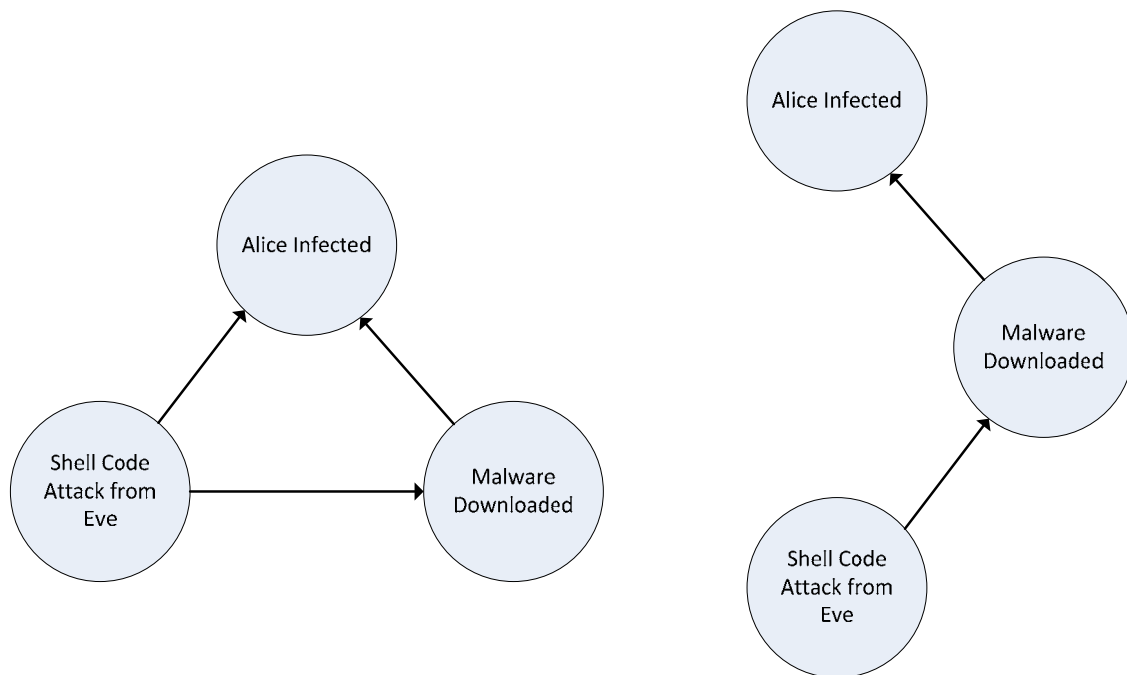 Alice Infected
Shell Code
Attack from
Eve
Malware
Downloaded
Alice Infected
Malware
Downloaded
Shell Code
Attack from
Eve